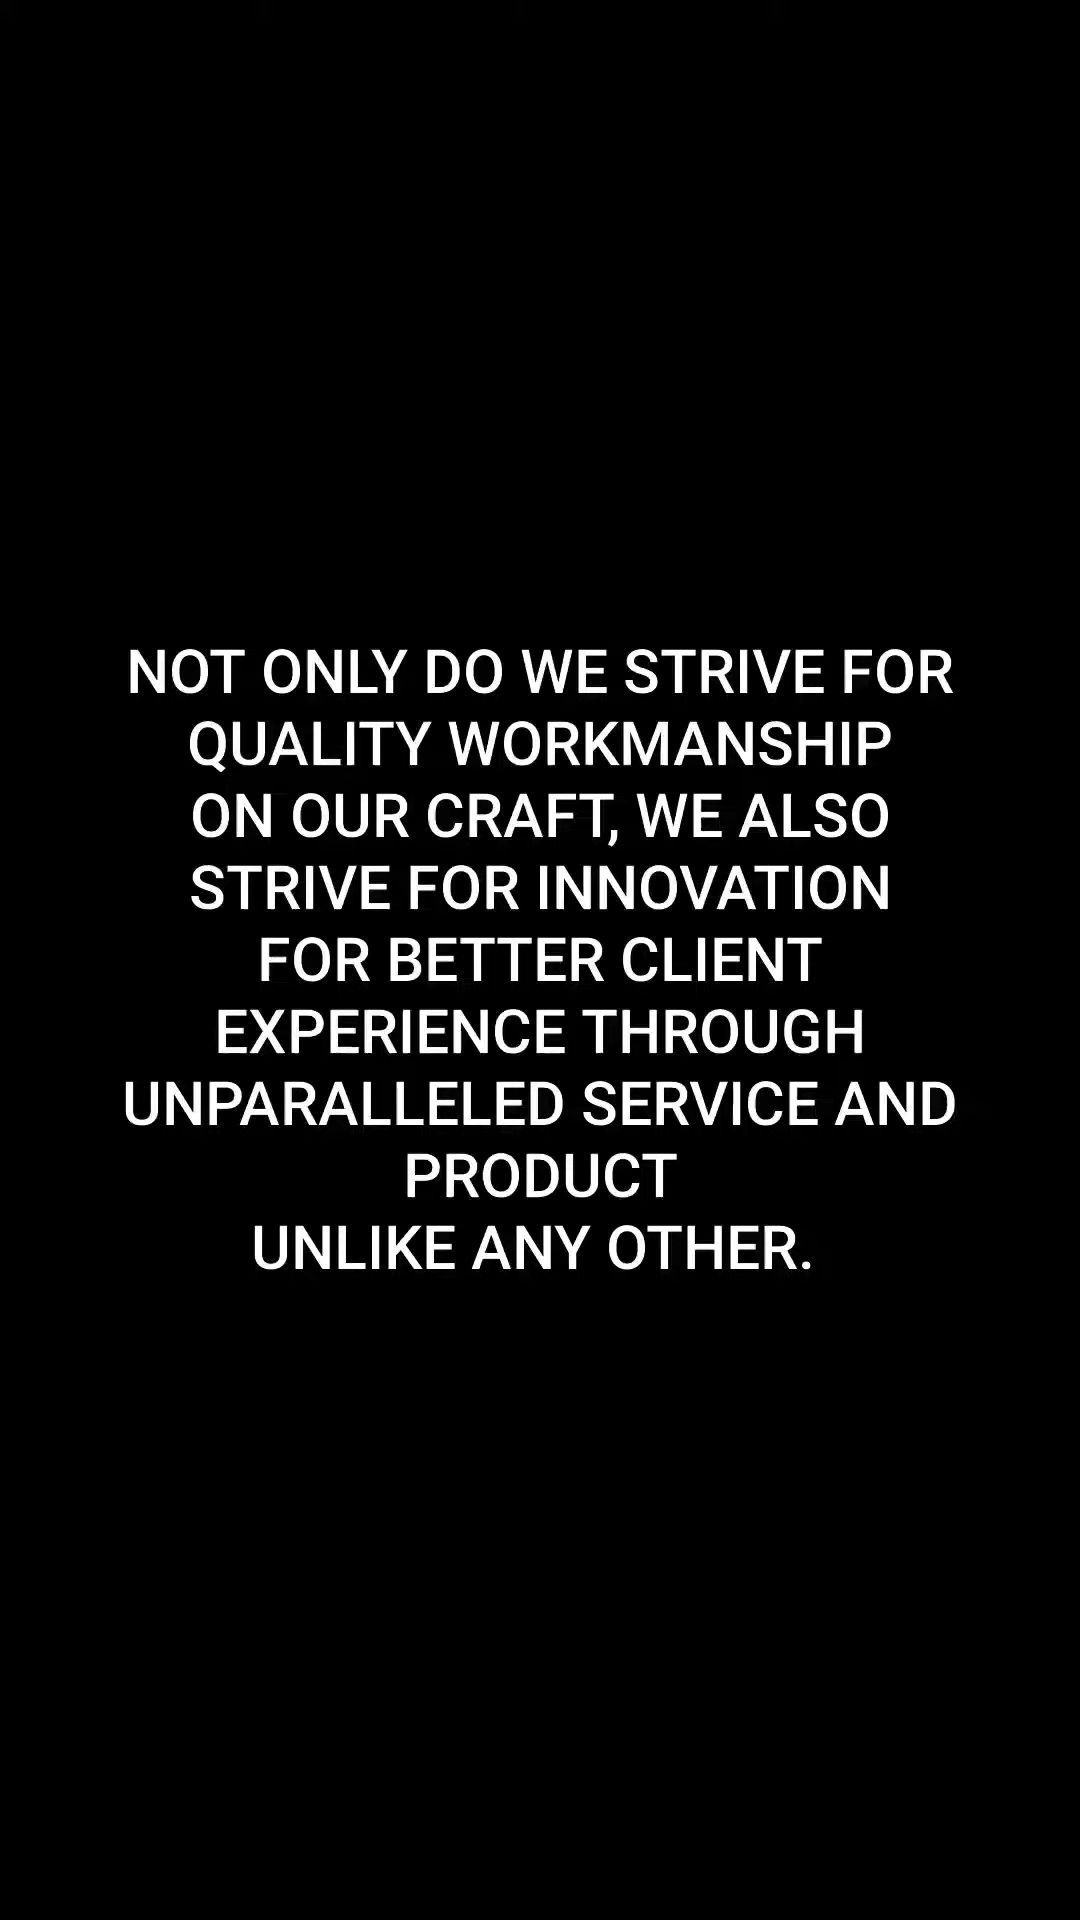 NOT ONLY DO WE STRIVE FOR
QUALITY WORKMANSHIP
ON OUR CRAFT, WE ALSO
STRIVE FOR INNOVATION
FOR BETTER CLIENT
EXPERIENCE THROUGH
UNPARALLELED SERVICE AND
PRODUCT
UNLIKE ANY OTHER.